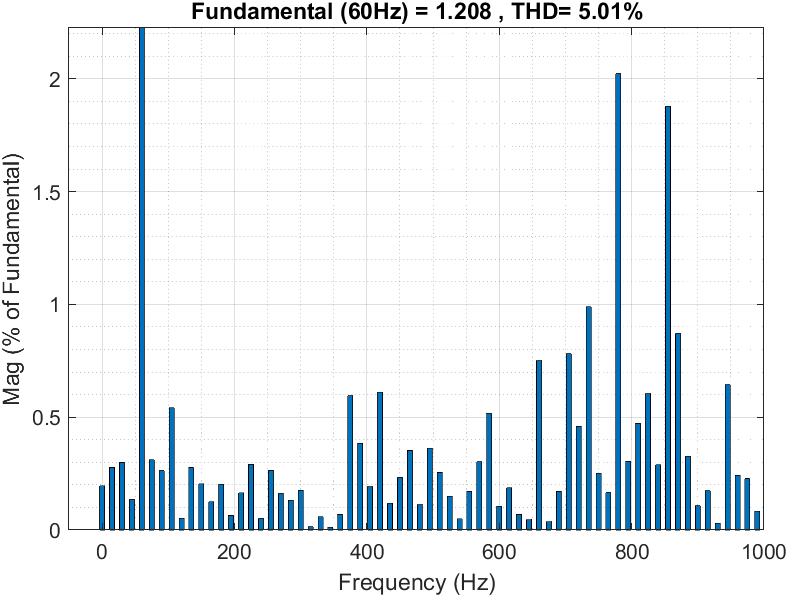 Fundamental (60Hz) = 1.208 , THD= 5.01%
2
1.5
1
0.5
0
Mag (% of Fundamental)
0 200 400 600 800 1000
Frequency (Hz)